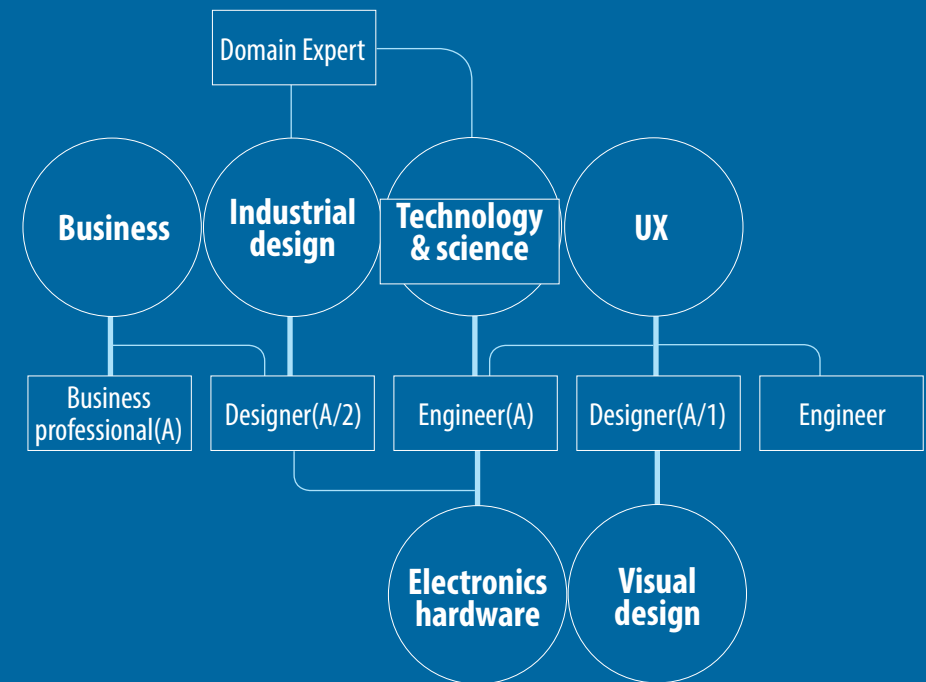 Domain Expert
Business
Industrial
design
Technology
& science
UX
Business
professional(A)
Designer(A/2)
Engineer(A)
Designer(A/1)
Engineer
Electronics
hardware
Visual
design